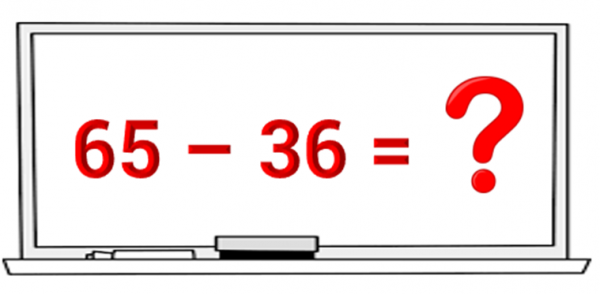 65 – 36 = ?